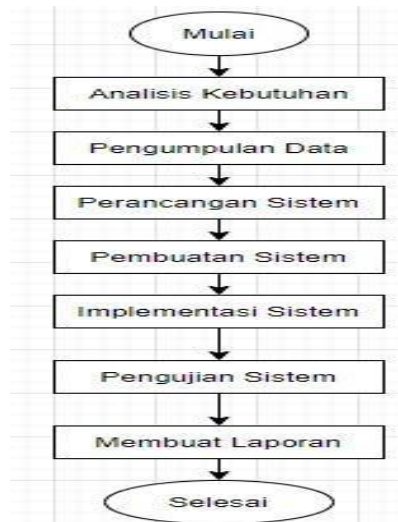 Mulai
Analisis Kebutuhan
Pengumpulan Data
Perancangan Sistem
Pembuatan Sistem
Implementasi Sistem
Pengujian Sistem
Membuat Laporan
Selesai